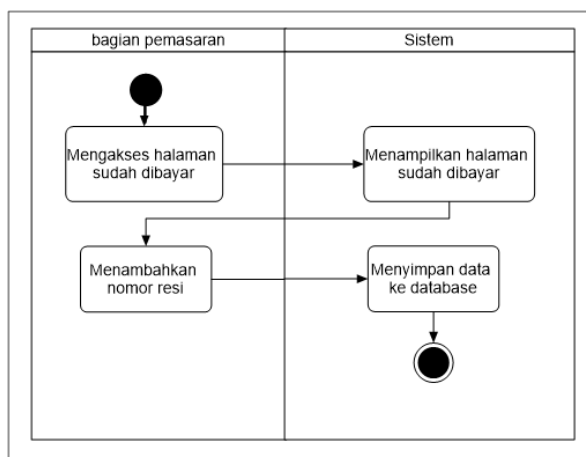 bagian pemasaran
Sistem
Mengakses halaman
sudah dibayar
Menampilkan halaman
sudah dibayar
Menambahkan
nomor resi
Menyimpan data
ke database